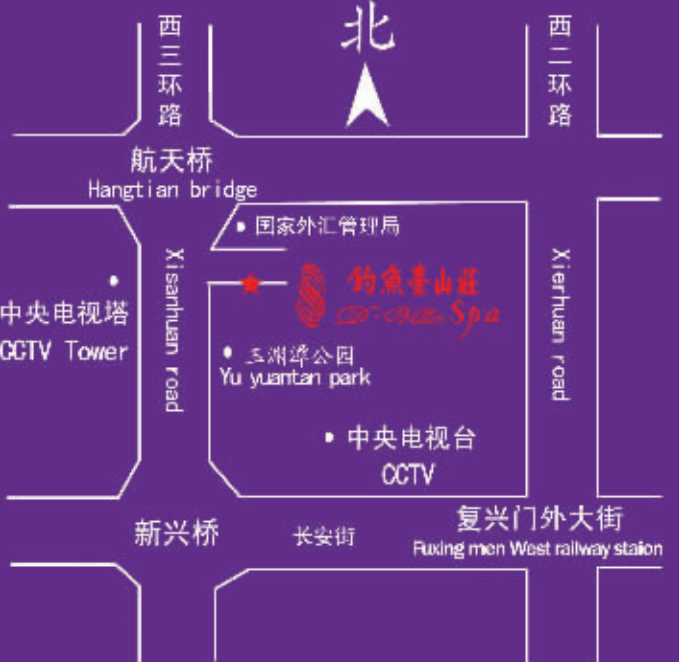 西三环路
北
西二环路
航天桥
Hangtian bridge
国家外汇管理局
Xisanhuan road
Xierhuan road
钓魚臺山莊
Spa
中央电视塔
CCTV Tower
玉渊潭公园
Yu yuantan park
中央电视台
CCTV
新兴桥
长安街
复兴门外大街
Fuxing men West railway staion